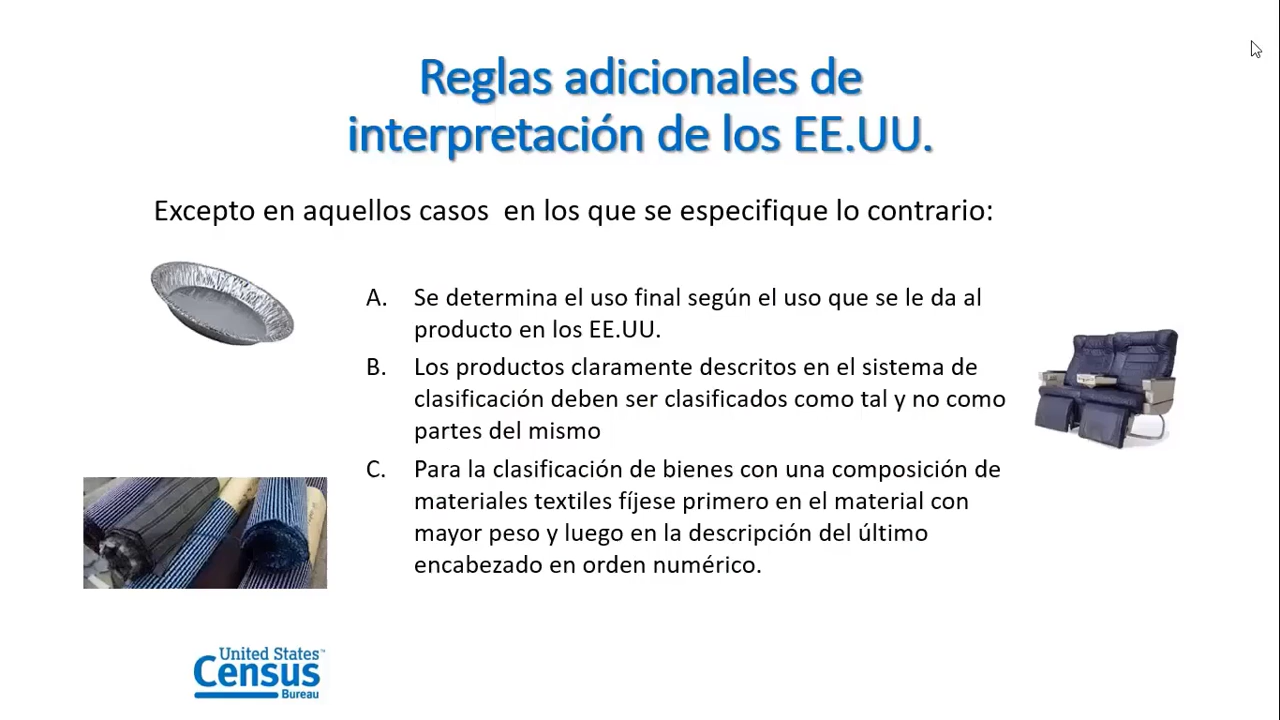 Reglas adicionales de
interpretación de los EE.UU.
Excepto en aquellos casos en los que se especifique lo contrario:
A. Se determina el uso final según el uso que se le da al
producto en los EE.UU.
B. Los productos claramente descritos en el sistema de
clasificación deben ser clasificados como tal y no como
partes del mismo
C. Para la clasificación de bienes con una composición de
materiales textiles fíjese primero en el material con
mayor peso y luego en la descripción del último
encabezado en orden numérico.
United States™
Census
Bureau